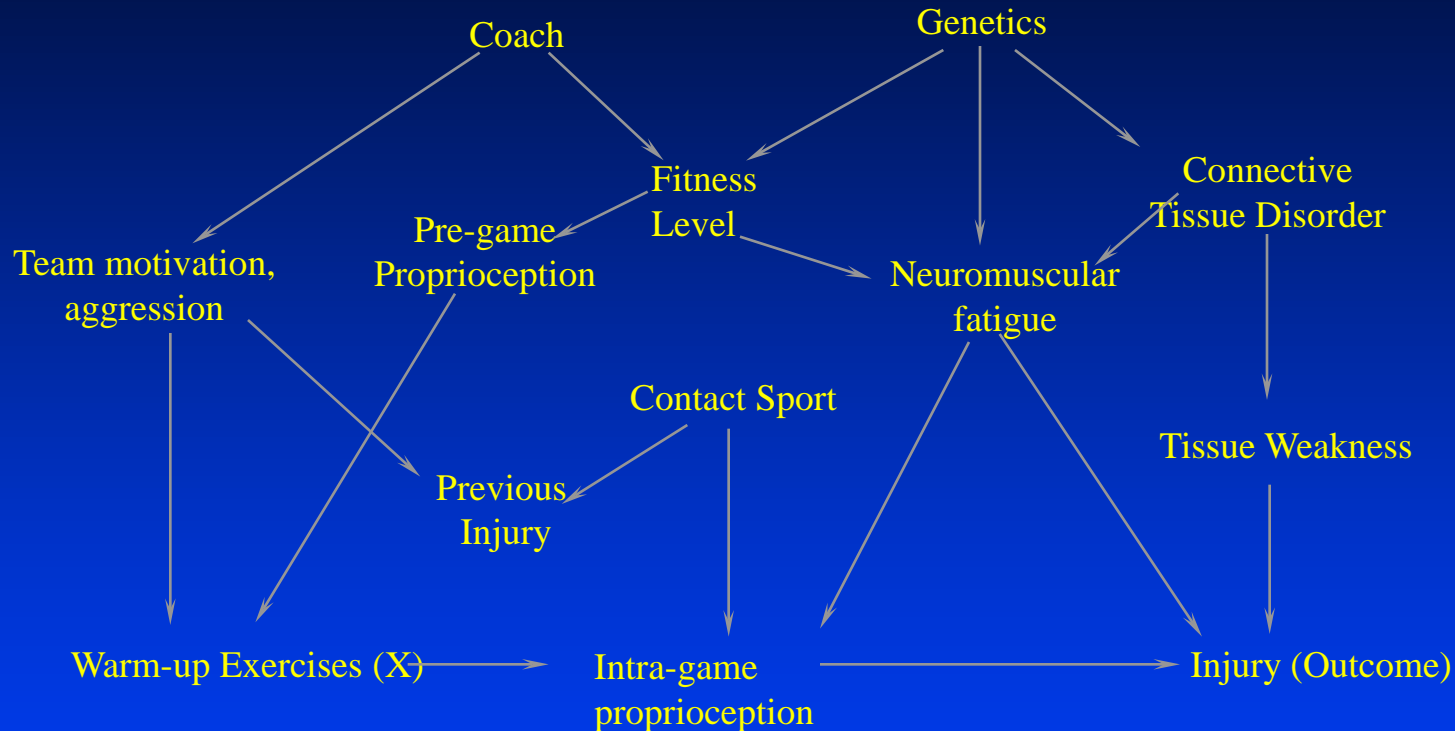 Coach
Genetics
Fitness
Level
Connective
Tissue Disorder
Pre-game
Proprioception
Team motivation,
aggression
Neuromuscular
fatigue
Contact Sport
Tissue Weakness
Previous
Injury
Warm-up Exercises (X)
Intra-game
proprioception
Injury (Outcome)